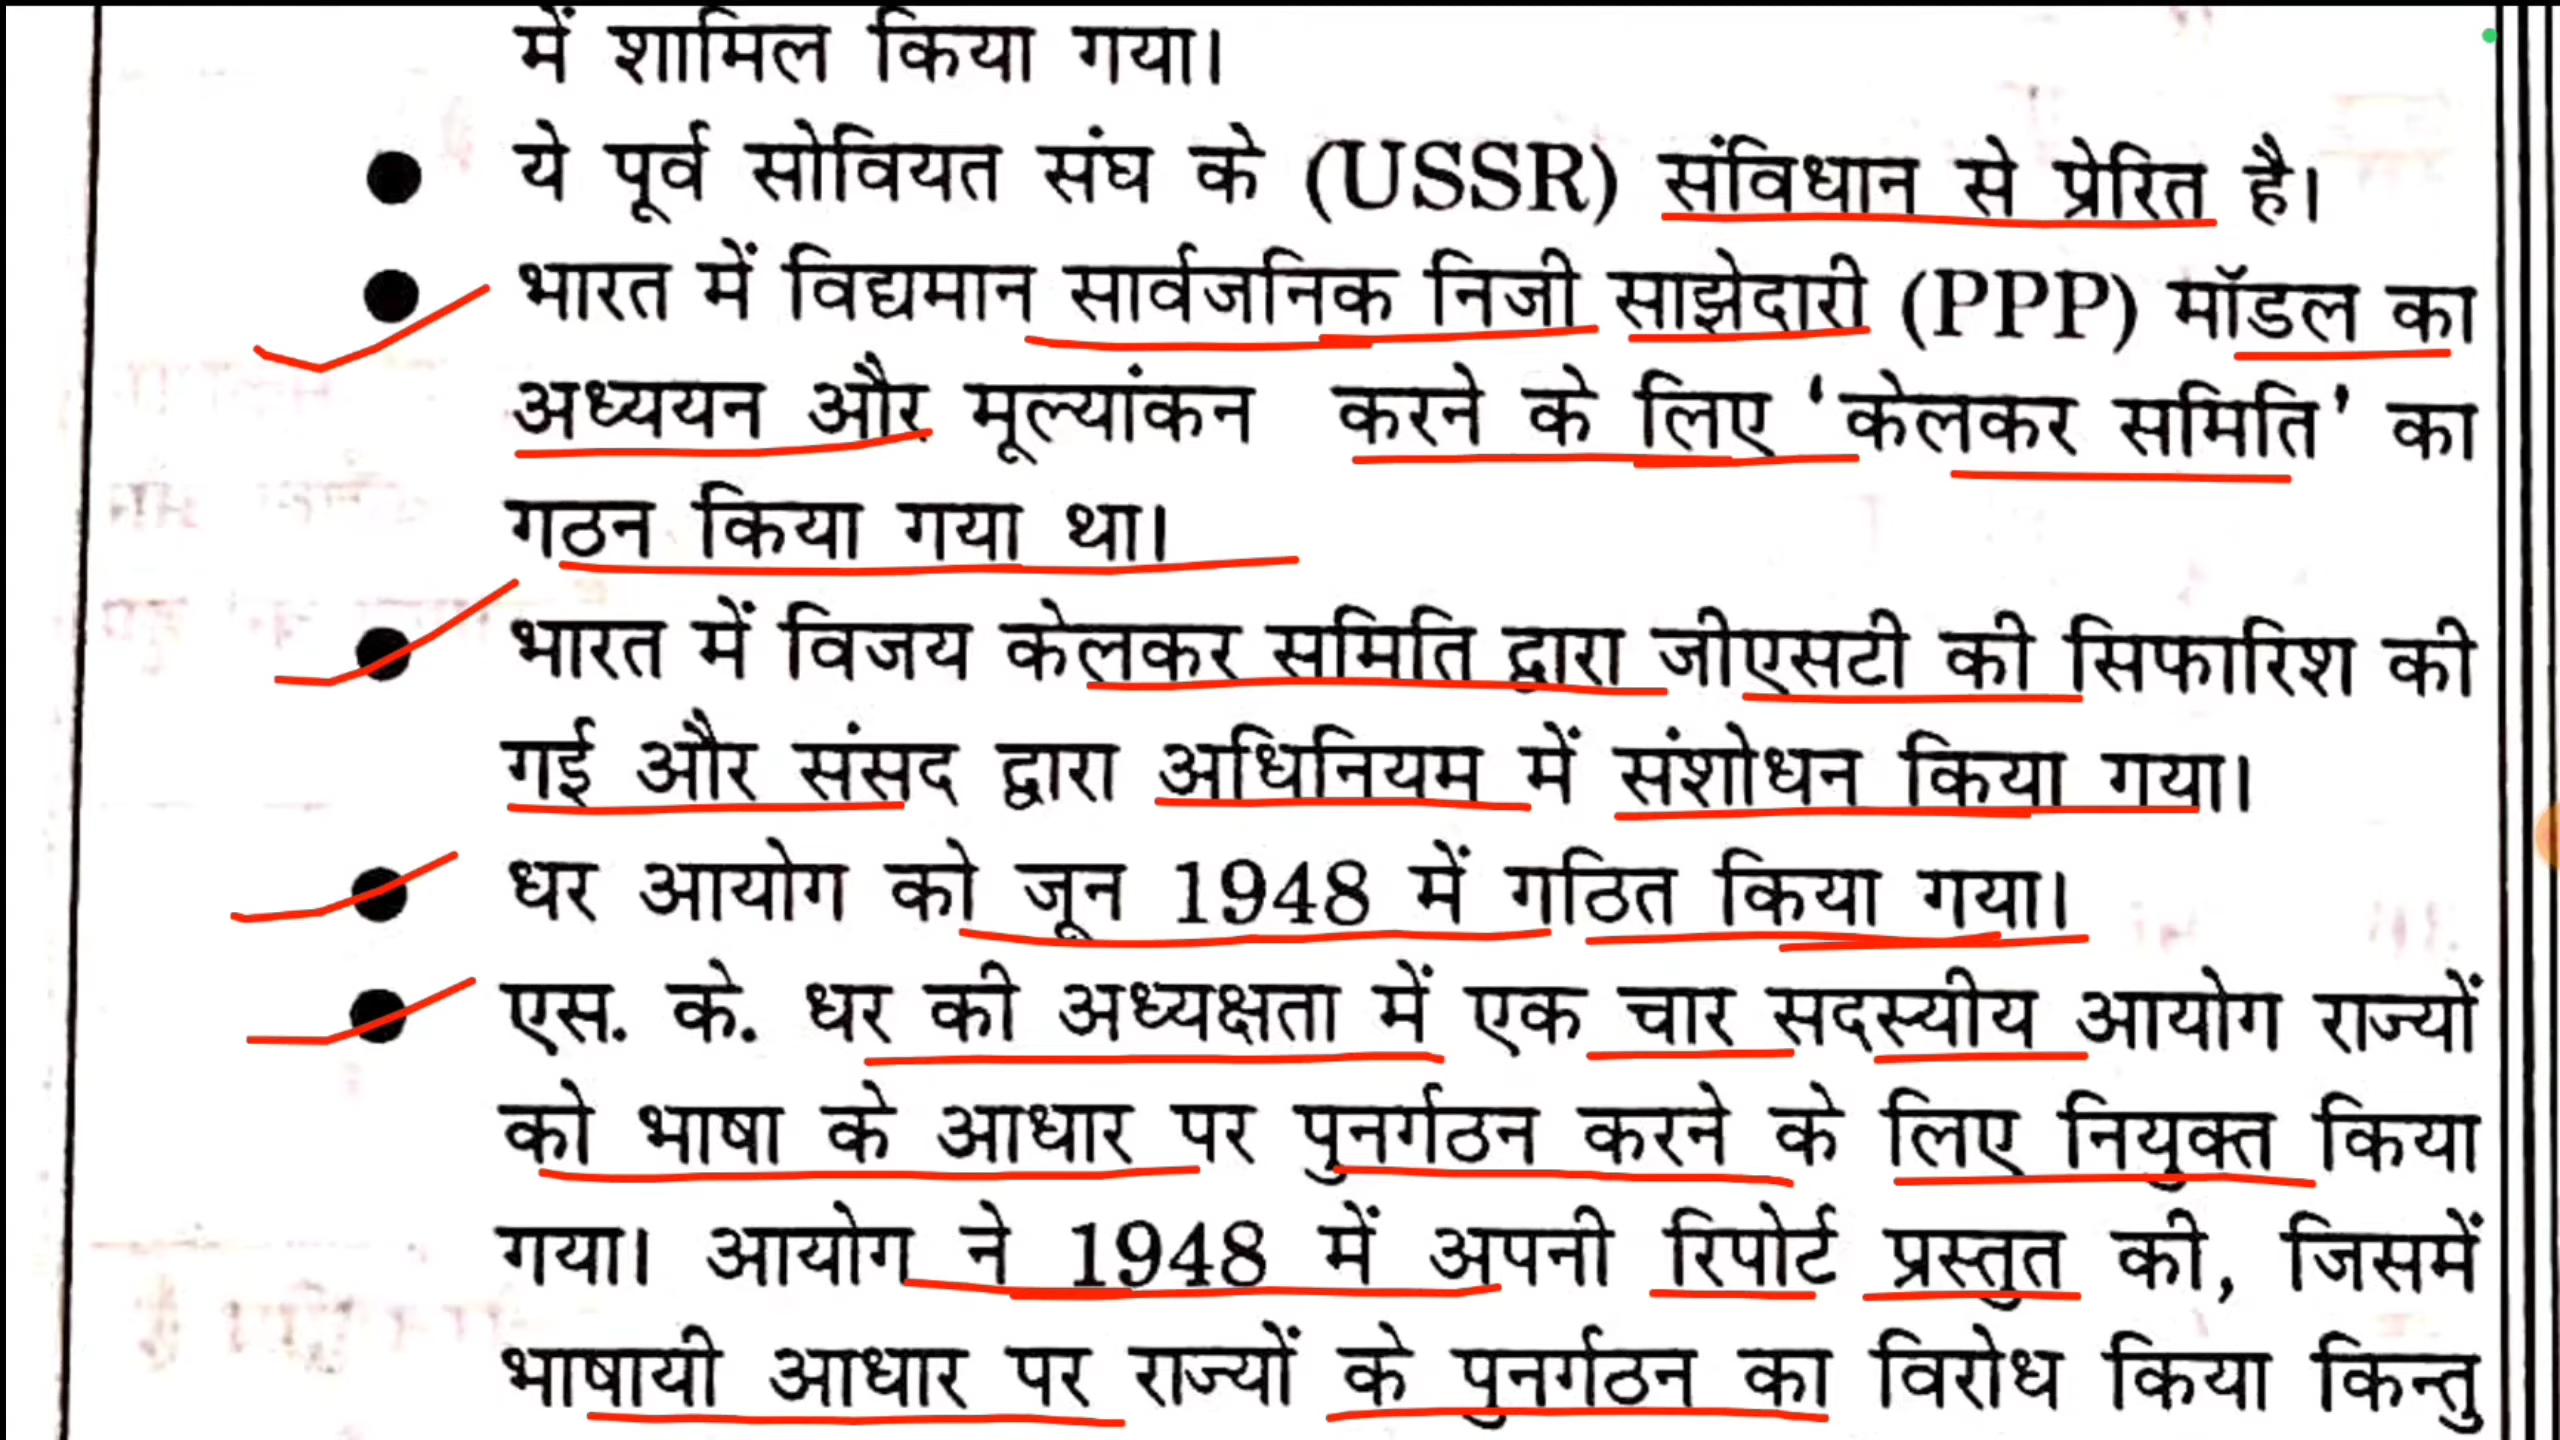 में शामिल किया गया।
● ये पूर्व सोवियत संघ के (USSR) संविधान से प्रेरित है।
● भारत में विद्यमान सार्वजनिक निजी साझेदारी (PPP) मॉडल का
अध्ययन और मूल्यांकन करने के लिए ‘केलकर समिति’ का
गठन किया गया था।
● भारत में विजय केलकर समिति द्वारा जीएसटी की सिफारिश की
गई और संसद द्वारा अधिनियम में संशोधन किया गया।
● धर आयोग को जून 1948 में गठित किया गया।
● एस. के. धर की अध्यक्षता में एक चार सदस्यीय आयोग राज्यों
को भाषा के आधार पर पुनर्गठन करने के लिए नियुक्त किया
गया। आयोग ने 1948 में अपनी रिपोर्ट प्रस्तुत की, जिसमें
भाषायी आधार पर राज्यों के पुनर्गठन का विरोध किया किन्तु